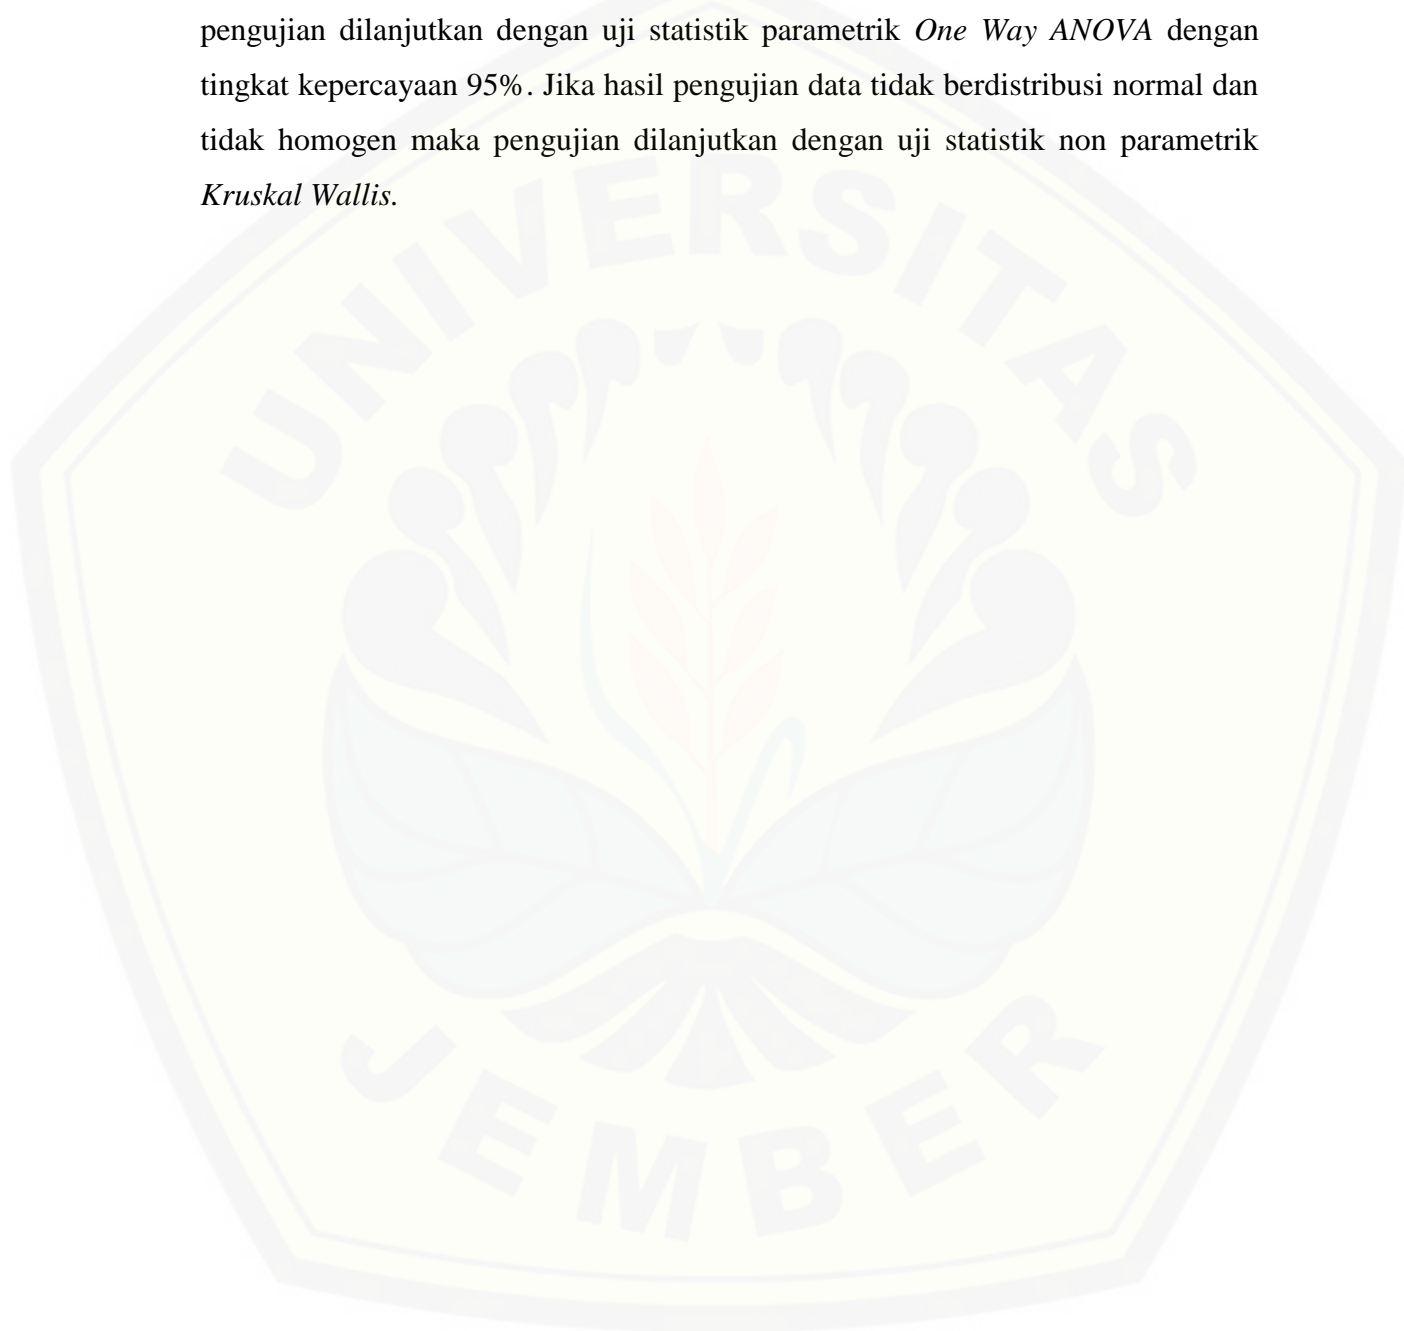 pengujian dilanjutkan dengan uji statistik parametrik One Way ANOVA dengan
tingkat kepercayaan 95%. Jika hasil pengujian data tidak berdistribusi normal dan
tidak homogen maka pengujian dilanjutkan dengan uji statistik non parametrik
Kruskal Wallis.
UNIVERSITAS
JEMBER